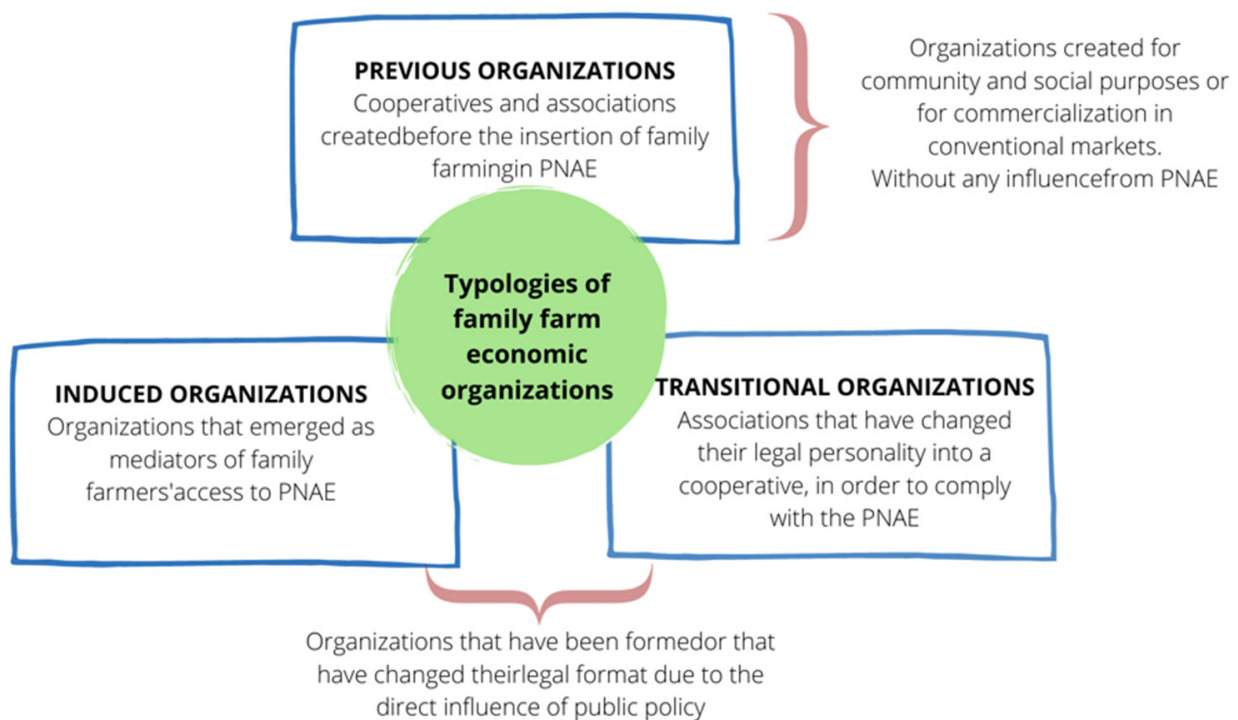 PREVIOUS ORGANIZATIONS
Cooperatives and associations
createdbefore the insertion of family
farmingin PNAE
Organizations created for
community and social purposes or
for commercialization in
conventional markets.
Without any influencefrom PNAE
Typologies of
family farm
economic
organizations
INDUCED ORGANIZATIONS
Organizations that emerged as
mediators of family
farmers'access to PNAE
TRANSITIONAL ORGANIZATIONS
Associations that have changed
their legal personality into a
cooperative, in order to comply
with the PNAE
Organizations that have been formedor that
have changed theirlegal format due to the
direct influence of public policy